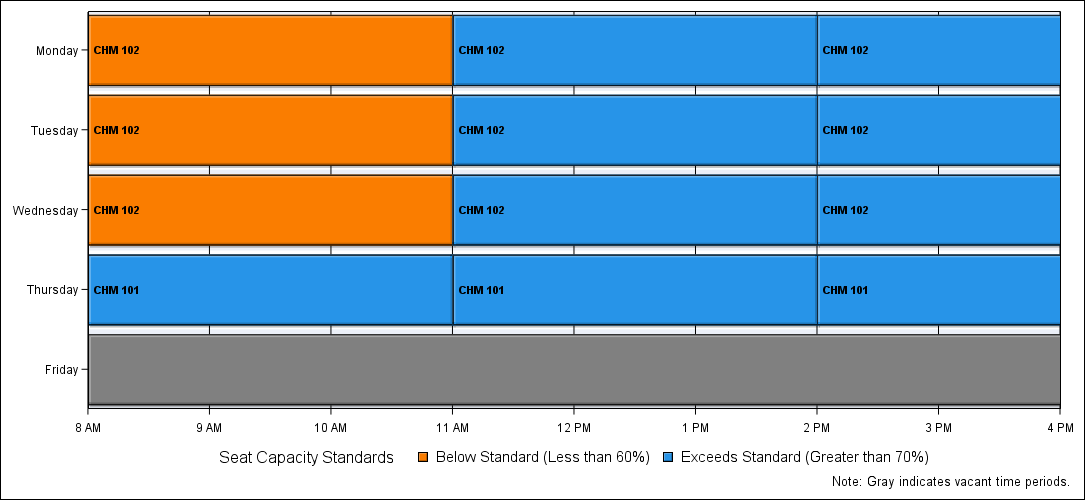 Monday CHM 102 CHM 102 CHM 102
Tuesday CHM 102 CHM 102 CHM 102
Wednesday CHM 102 CHM 102 CHM 102
Thursday CHM 101 CHM 101 CHM 101
Friday
8 AM 9 AM 10 AM 11 AM 12 PM 1 PM 2 PM 3 PM 4 PM
Seat Capacity Standards Below Standard (Less than 60%) Exceeds Standard (Greater than 70%)
Note: Gray indicates vacant time periods.